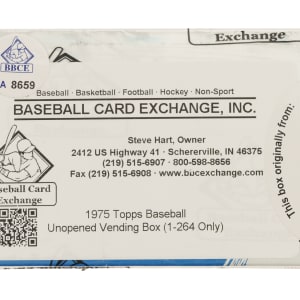 Exchange
BBCE
A 8659
Baseball · Basketball · Football · Hockey · Non-Sport
BASEBALL CARD EXCHANGE, INC.
Steve Hart, Owner
2412 US Highway 41 · Schererville, IN 46375
(219) 515-6907 · 800-598-8656
Fax (219) 515-6908 · www.bbcexchange.com
This box originally from:
seball Card
Exchange
1975 Topps Baseball
Unopened Vending Box (1-264 Only)